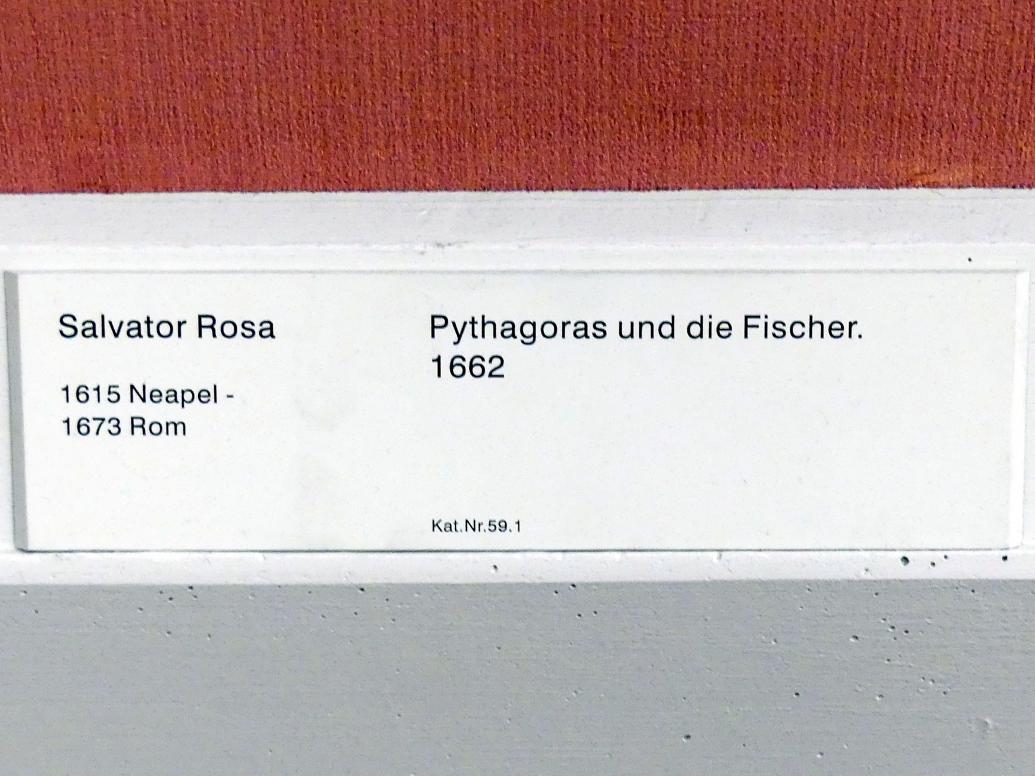 Salvator Rosa
1615 Neapel -
1673 Rom
Pythagoras und die Fischer.
1662
Kat.Nr.59.1